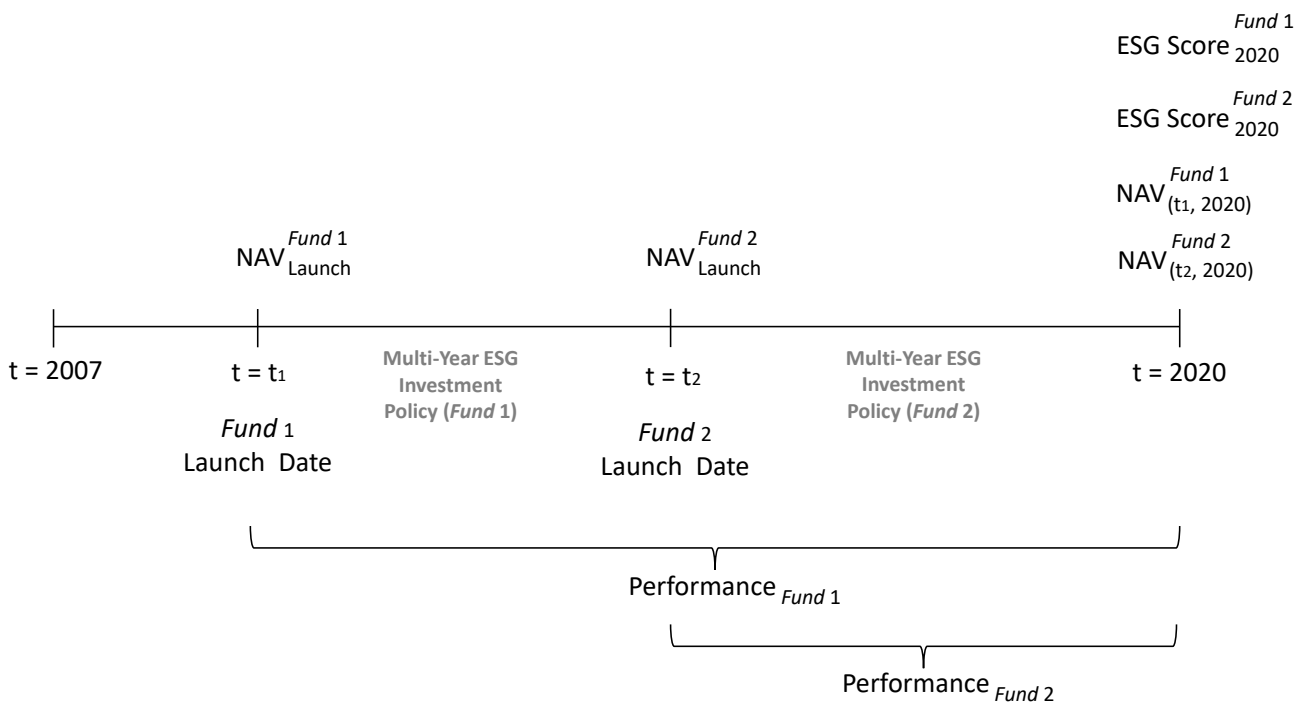 ESG Score Fund 1 2020
ESG Score Fund 2 2020
NAV Fund 1 (t1, 2020)
NAV Fund 1 Launch
NAV Fund 2 Launch
NAV Fund 2 (t2, 2020)
t = 2007
t = t1
Multi-Year ESG
Investment
Policy (Fund 1)
t = t2
Multi-Year ESG
Investment
Policy (Fund 2)
t = 2020
Fund 1
Launch Date
Fund 2
Launch Date
Performance Fund 1
Performance Fund 2